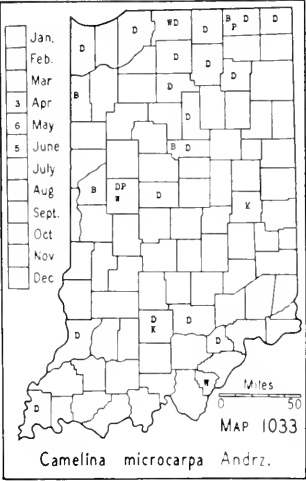 Jan.
Feb.
Mar
3 Apr
6 May
5 June
July
Aug
Sept.
Oct
Nov
Dec
D D WD D B D D
P
D D
D D
B
D
B D
B DP D
W
K
D D
K
D D
W
D
Miles
0 50
MAP 1033
Camelina microcarpa Andrz.